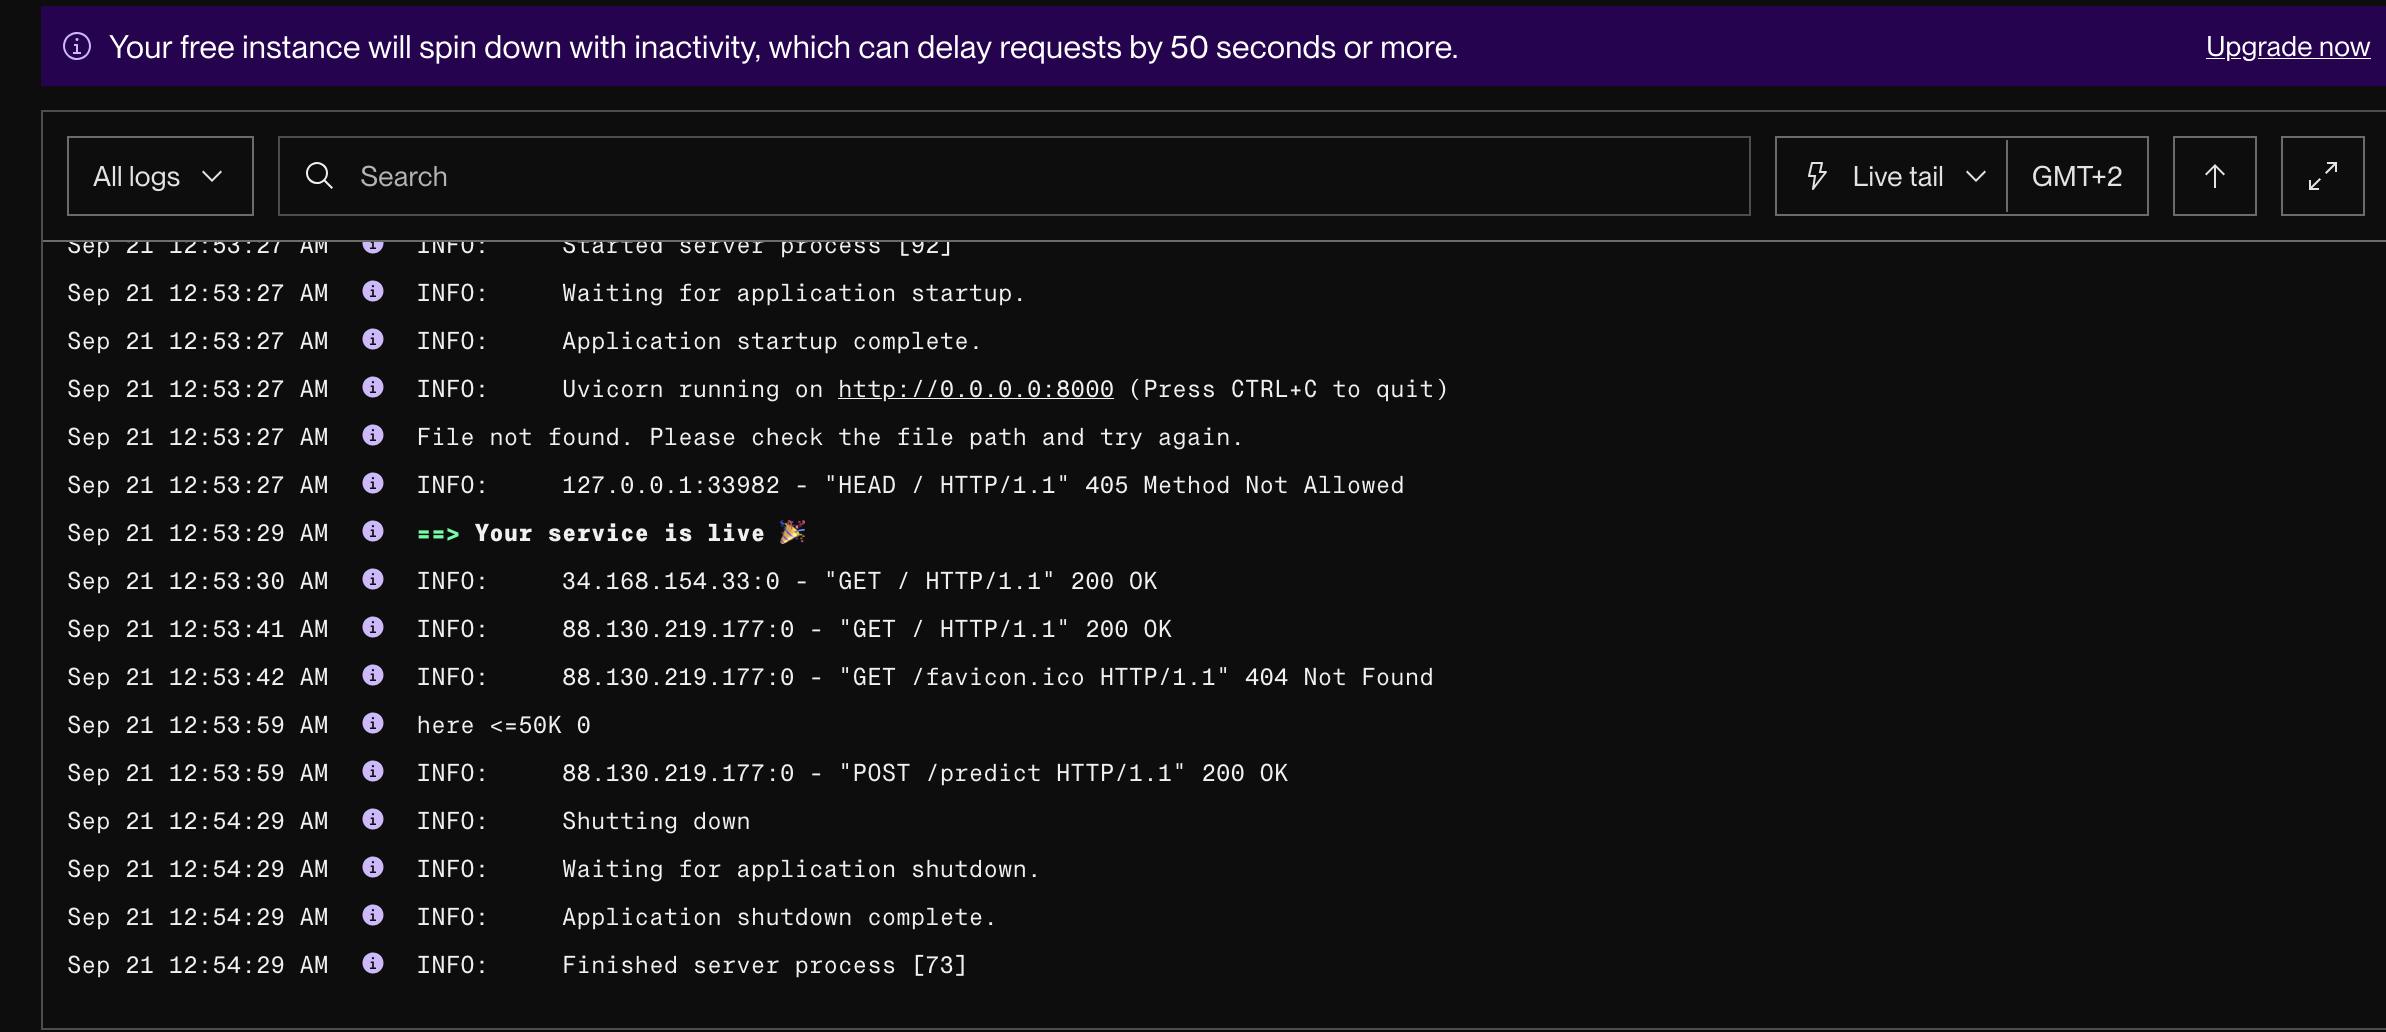 Your free instance will spin down with inactivity, which can delay requests by 50 seconds or more. Upgrade now
All logs Search Live tail GMT+2
Sep 21 12:53:27 AM INFO: Started server process [92]
Sep 21 12:53:27 AM INFO: Waiting for application startup.
Sep 21 12:53:27 AM INFO: Application startup complete.
Sep 21 12:53:27 AM INFO: Uvicorn running on http://0.0.0.0:8000 (Press CTRL+C to quit)
Sep 21 12:53:27 AM File not found. Please check the file path and try again.
Sep 21 12:53:27 AM INFO: 127.0.0.1:33982 - "HEAD / HTTP/1.1" 405 Method Not Allowed
Sep 21 12:53:29 AM ==> Your service is live 🎉
Sep 21 12:53:30 AM INFO: 34.168.154.33:0 - "GET / HTTP/1.1" 200 OK
Sep 21 12:53:41 AM INFO: 88.130.219.177:0 - "GET / HTTP/1.1" 200 OK
Sep 21 12:53:42 AM INFO: 88.130.219.177:0 - "GET /favicon.ico HTTP/1.1" 404 Not Found
Sep 21 12:53:59 AM here <=50K 0
Sep 21 12:53:59 AM INFO: 88.130.219.177:0 - "POST /predict HTTP/1.1" 200 OK
Sep 21 12:54:29 AM INFO: Shutting down
Sep 21 12:54:29 AM INFO: Waiting for application shutdown.
Sep 21 12:54:29 AM INFO: Application shutdown complete.
Sep 21 12:54:29 AM INFO: Finished server process [73]